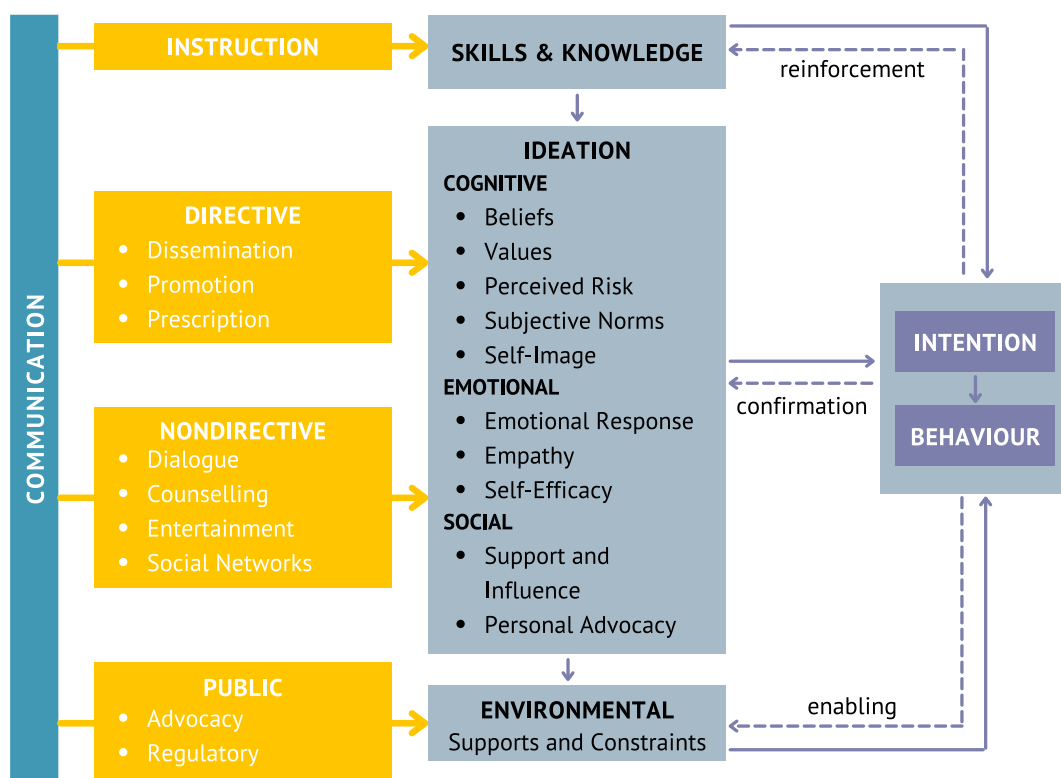 COMMUNICATION
INSTRUCTION
DIRECTIVE
• Dissemination
• Promotion
• Prescription
NONDIRECTIVE
• Dialogue
• Counselling
• Entertainment
• Social Networks
PUBLIC
• Advocacy
• Regulatory
SKILLS & KNOWLEDGE
IDEATION
COGNITIVE
• Beliefs
• Values
• Perceived Risk
• Subjective Norms
• Self-Image
EMOTIONAL
• Emotional Response
• Empathy
• Self-Efficacy
SOCIAL
• Support and
Influence
• Personal Advocacy
ENVIRONMENTAL
Supports and Constraints
reinforcement
confirmation
enabling
INTENTION
BEHAVIOUR